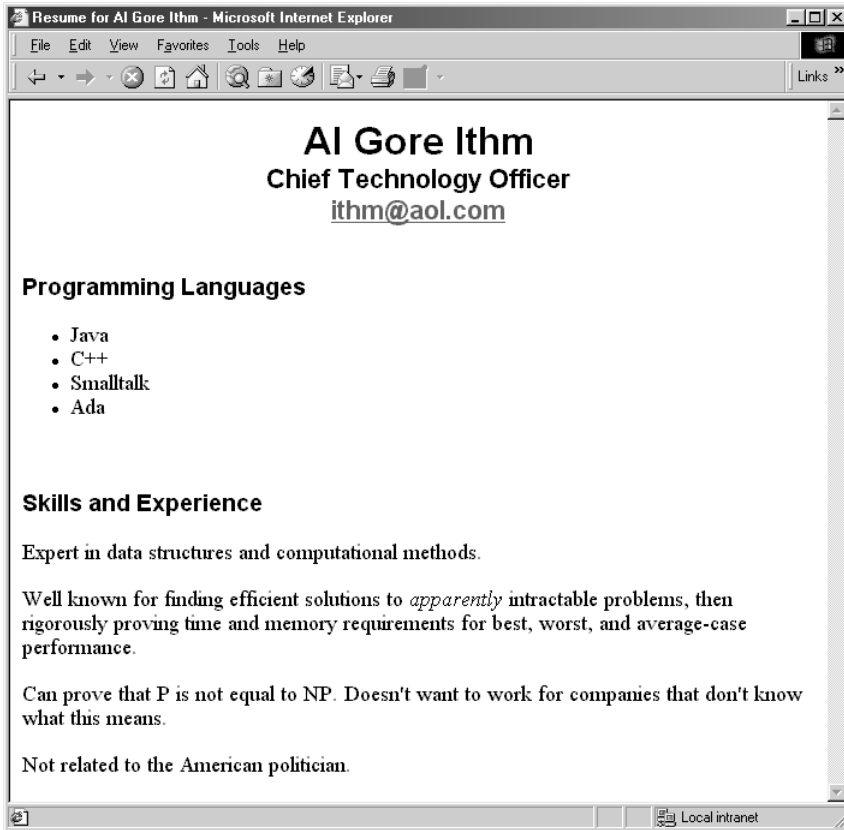 Resume for Al Gore Ithm - Microsoft Internet Explorer
File Edit View Favorites Tools Help
Links »
Al Gore Ithm
Chief Technology Officer
ithm@aol.com
Programming Languages
• Java
• C++
• Smalltalk
• Ada
Skills and Experience
Expert in data structures and computational methods.
Well known for finding efficient solutions to apparently intractable problems, then
rigorously proving time and memory requirements for best, worst, and average-case
performance.
Can prove that P is not equal to NP. Doesn't want to work for companies that don't know
what this means.
Not related to the American politician.
Local intranet